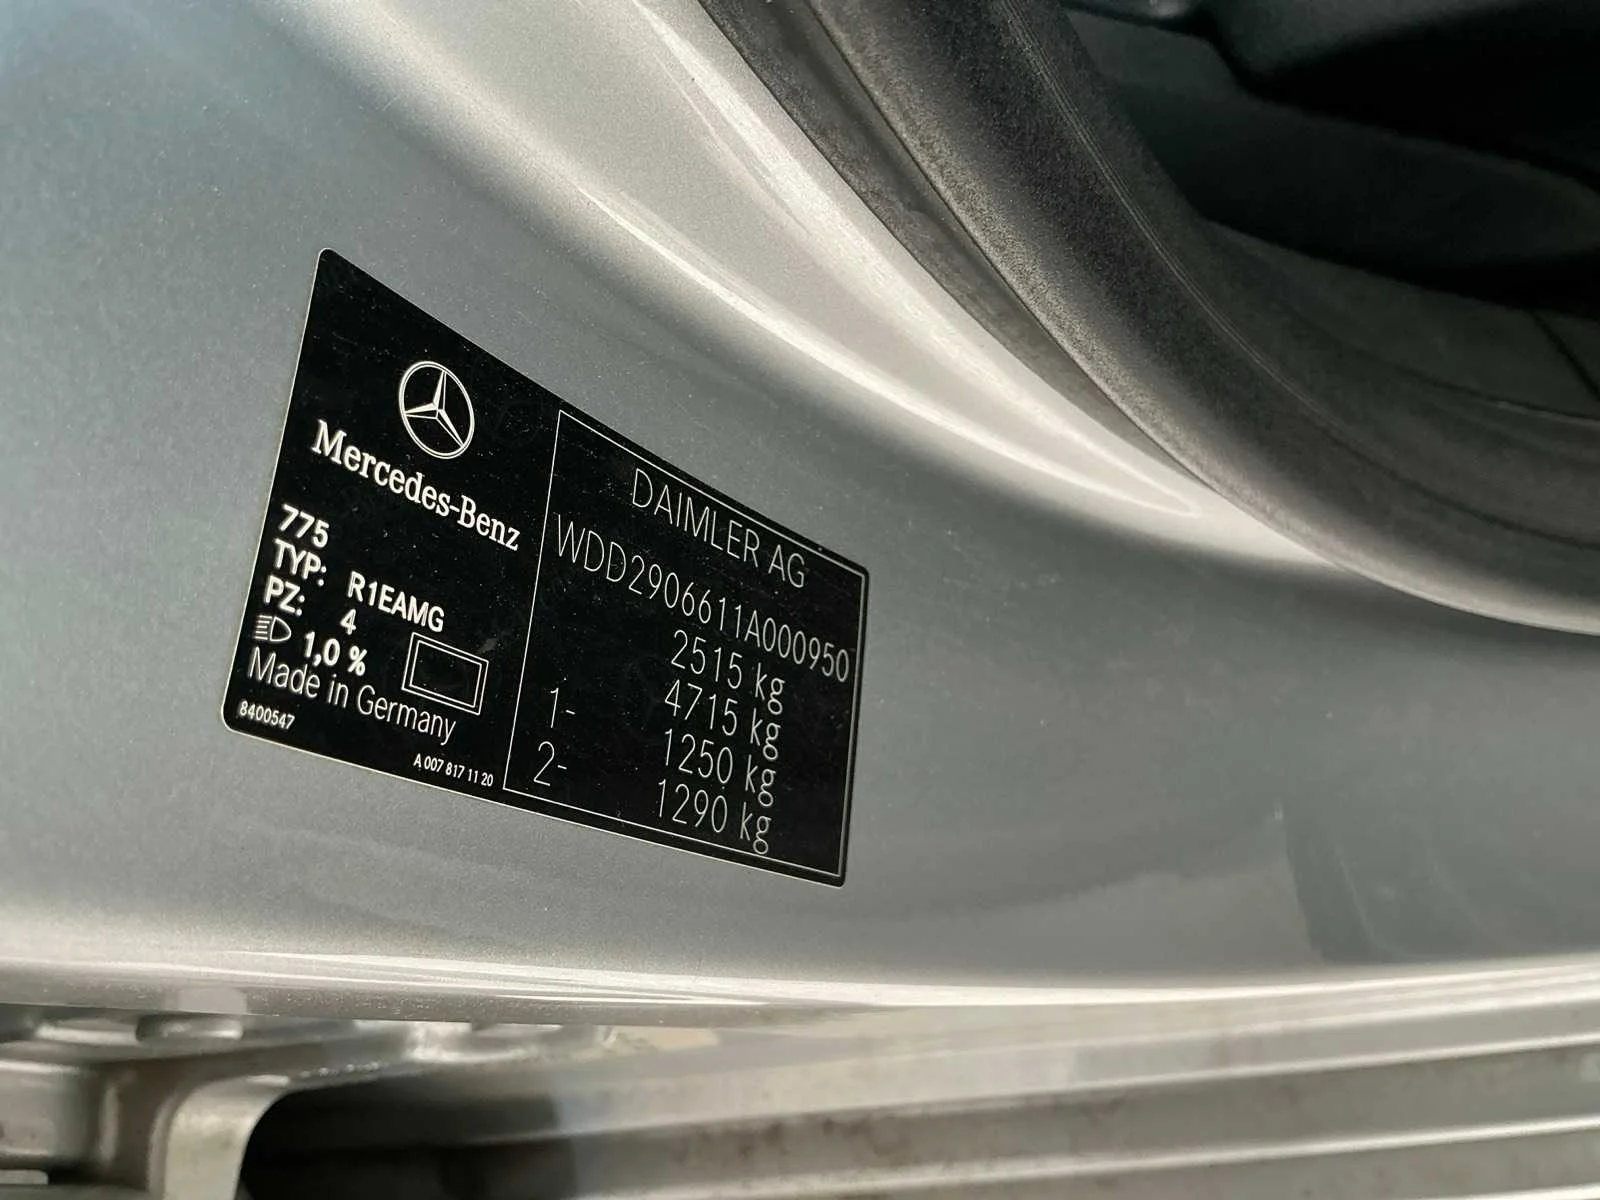 Mercedes-Benz
775
TYP: R1EAMG
PZ: 4
1,0 %
Made in Germany
8400547
A 007 817 11 20
DAIMLER AG
WDD2906611A000950
2515 kg
4715 kg
1- 1250 kg
2- 1290 kg